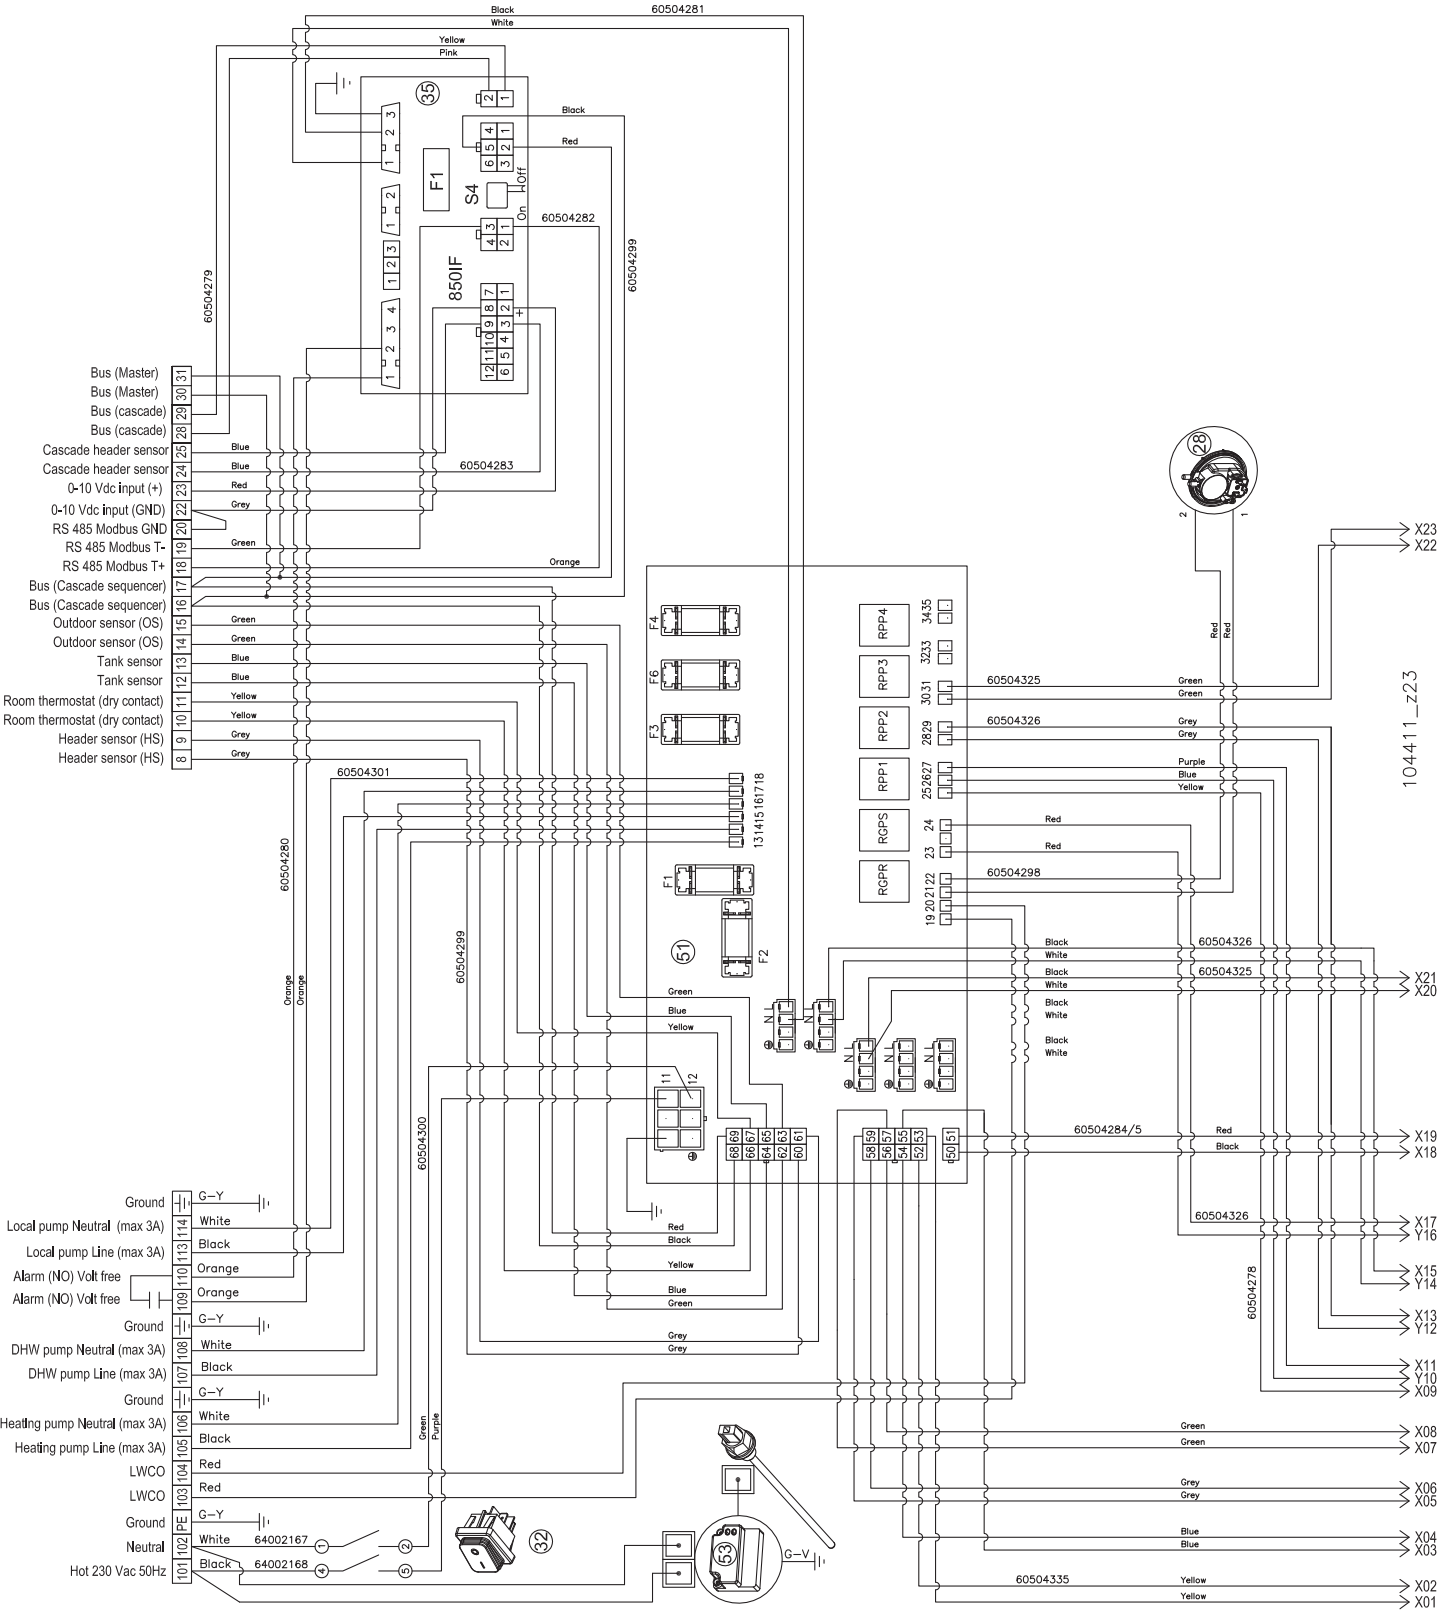 Black 60504281
White
Yellow
Pink
35
3
2
1
2 1
Black
4 1
5 2
6 3
Red
F1
S4
Off
On
2
1
60504282
3 1
4 2
1 2 3
850IF
60504299
60504279
4
3
2
1
7 1
8 2
9 3
10 4
11 5
12 6
+
Bus (Master) 31
Bus (Master) 30
Bus (cascade) 29
Bus (cascade) 28
Cascade header sensor 25 Blue
Cascade header sensor 24 Blue 60504283
0-10 Vdc input (+) 23 Red
0-10 Vdc input (GND) 22 Grey
RS 485 Modbus GND 20
RS 485 Modbus T- 19 Green
RS 485 Modbus T+ 18 Orange
Bus (Cascade sequencer) 17
Bus (Cascade sequencer) 16
Outdoor sensor (OS) 15 Green
Outdoor sensor (OS) 14 Green
Tank sensor 13 Blue
Tank sensor 12 Blue
Room thermostat (dry contact) 11 Yellow
Room thermostat (dry contact) 10 Yellow
Header sensor (HS) 9 Grey
Header sensor (HS) 8 Grey
28
2
1
X23
X22
Red
Red
F4
F6
F3
RPP4
RPP3
RPP2
RPP1
RGPS
RGPR
3435
3233
3031
2829
252627
24
23
19 20 21 22
60504325 Green
Green
60504326 Grey
Grey
Purple
Blue
Yellow
Red
Red
60504298
104411_z23
60504301
131415161718
F1
F2
51
60504280
60504299
Orange
Orange
Green
Blue
Yellow
Black 60504326
White
Black 60504325 X21
White X20
Black
White
Black
White
N L
N L
N L
N L
N L
11
12
60504300
69 67 65 63 61
68 66 64 62 60
59 57 55 53
58 56 54 52
51
50
60504284/5 Red X19
Black X18
60504326 X17
Y16
60504278
X15
Y14
X13
Y12
X11
Y10
X09
Red
Black
Yellow
Blue
Green
Grey
Grey
Ground G-Y
Local pump Neutral (max 3A) 114 White
Local pump Line (max 3A) 113 Black
Alarm (NO) Volt free 110 Orange
Alarm (NO) Volt free 109 Orange
Ground G-Y
DHW pump Neutral (max 3A) 108 White
DHW pump Line (max 3A) 107 Black
Ground G-Y
Heating pump Neutral (max 3A) 106 White
Heating pump Line (max 3A) 105 Black
LWCO 104 Red
LWCO 103 Red
Ground PE G-Y
Neutral 102 White 64002167 1 2
Hot 230 Vac 50Hz 101 Black 64002168 4 5
Green
Purple
32
53
G-V
Green X08
Green X07
Grey X06
Grey X05
Blue X04
Blue X03
60504335 Yellow X02
Yellow X01